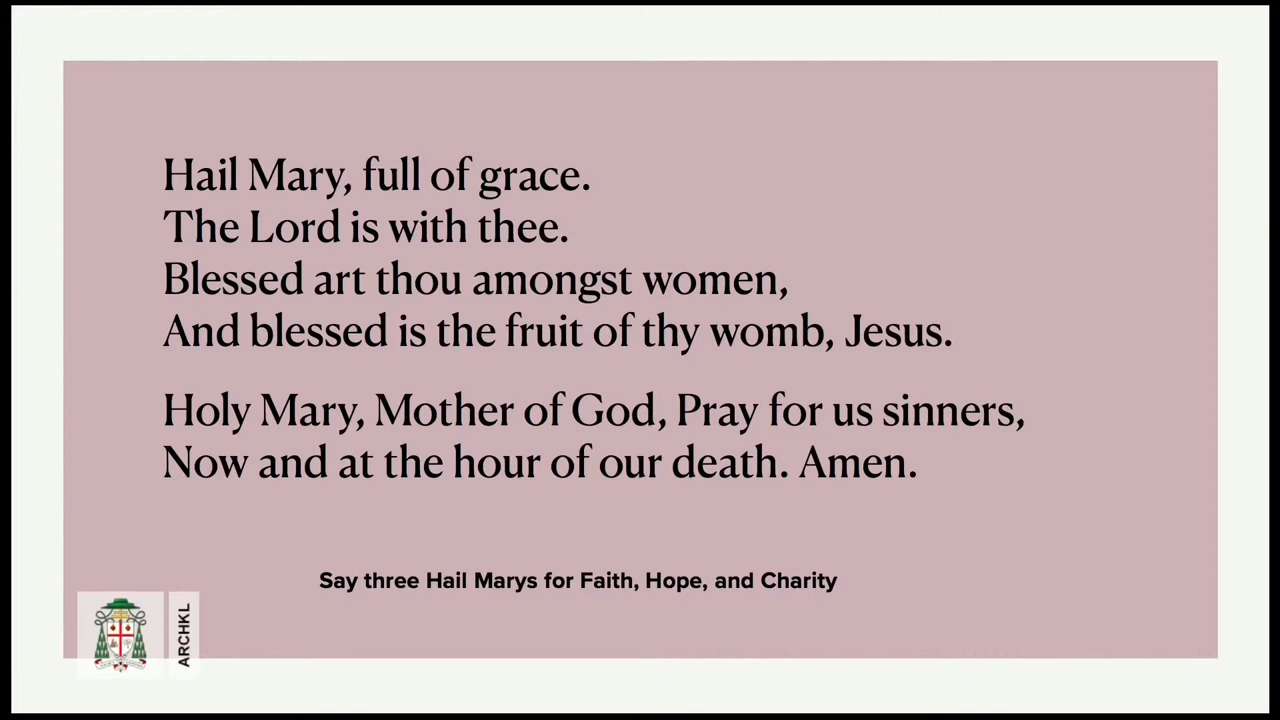 Hail Mary, full of grace.
The Lord is with thee.
Blessed art thou amongst women,
And blessed is the fruit of thy womb, Jesus.
Holy Mary, Mother of God, Pray for us sinners,
Now and at the hour of our death. Amen.
Say three Hail Marys for Faith, Hope, and Charity
ARCHKL